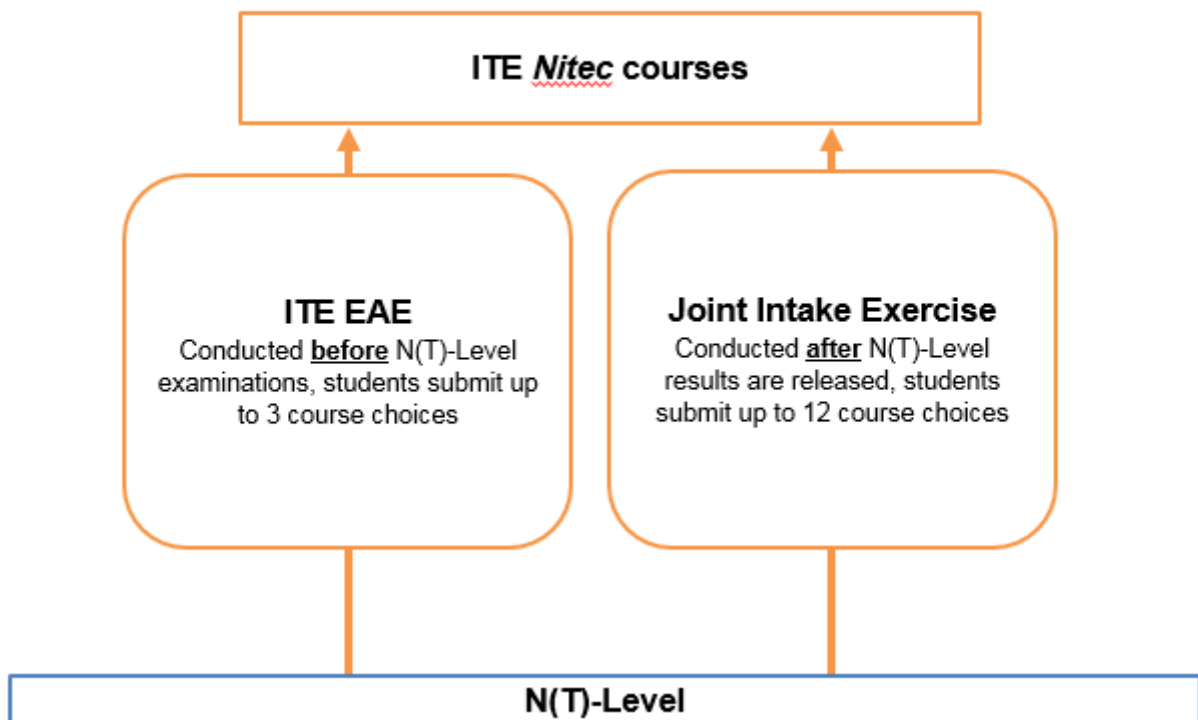 ITE Nitec courses
ITE EAE
Conducted before N(T)-Level
examinations, students submit up
to 3 course choices
Joint Intake Exercise
Conducted after N(T)-Level
results are released, students
submit up to 12 course choices
N(T)-Level